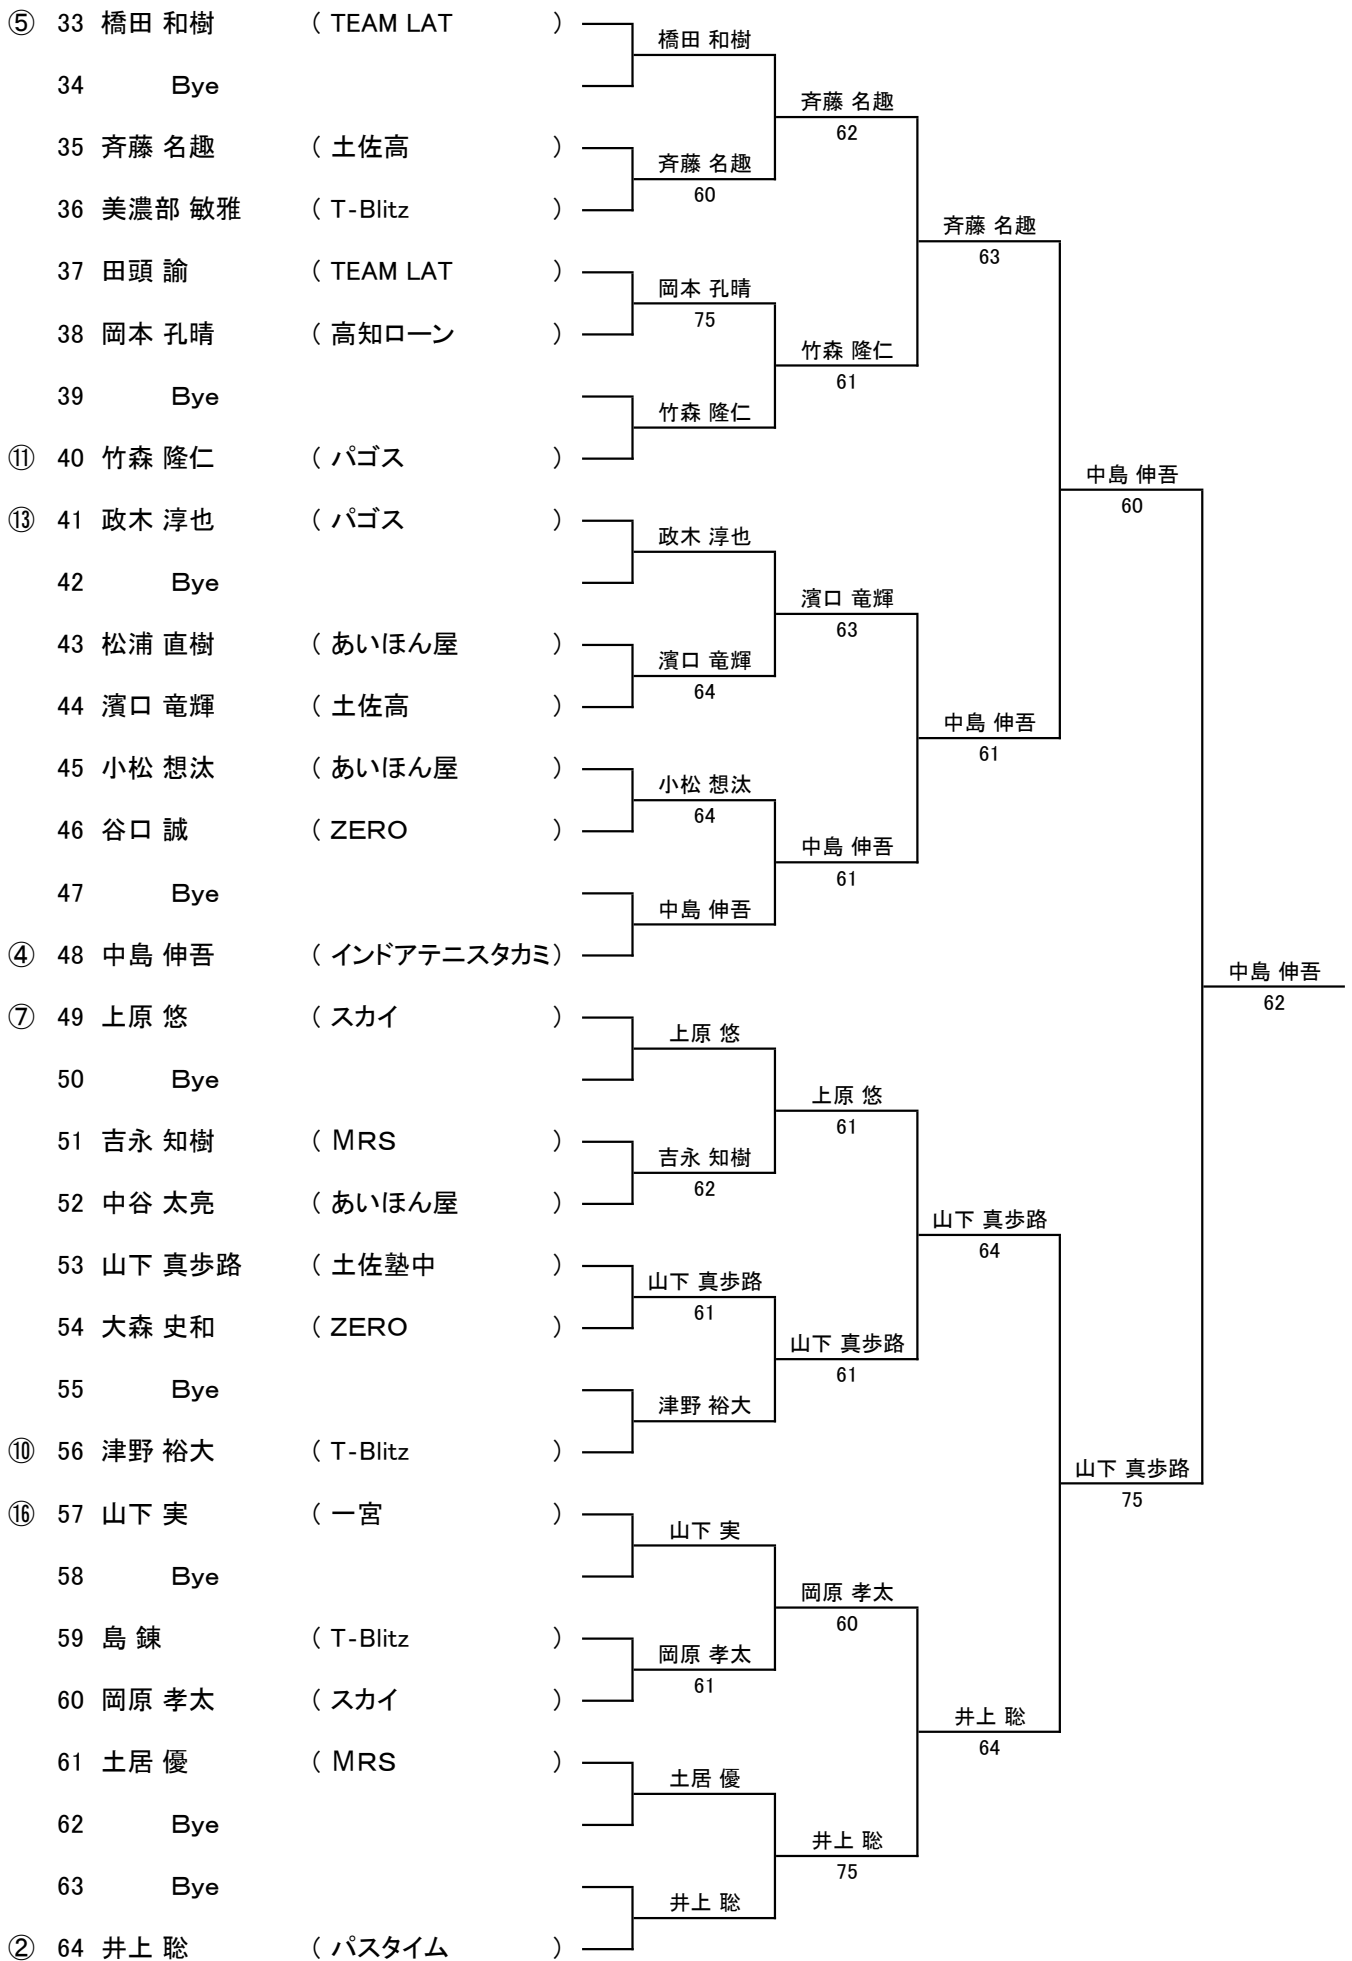 ⑤ 33 橋田 和樹 ( TEAM LAT )
橋田 和樹
34 Bye
斉藤 名趣
62
35 斉藤 名趣 ( 土佐高 )
斉藤 名趣
60
36 美濃部 敏雅 ( T-Blitz )
斉藤 名趣
63
37 田頭 諭 ( TEAM LAT )
岡本 孔晴
75
38 岡本 孔晴 ( 高知ローン )
竹森 隆仁
61
39 Bye
竹森 隆仁
⑪ 40 竹森 隆仁 ( パゴス )
中島 伸吾
60
⑬ 41 政木 淳也 ( パゴス )
政木 淳也
42 Bye
濱口 竜輝
63
43 松浦 直樹 ( あいほん屋 )
濱口 竜輝
64
44 濱口 竜輝 ( 土佐高 )
中島 伸吾
61
45 小松 想汰 ( あいほん屋 )
小松 想汰
64
46 谷口 誠 ( ZERO )
中島 伸吾
61
47 Bye
中島 伸吾
④ 48 中島 伸吾 ( インドアテニスタカミ )
中島 伸吾
62
⑦ 49 上原 悠 ( スカイ )
上原 悠
50 Bye
上原 悠
61
51 吉永 知樹 ( MRS )
吉永 知樹
62
52 中谷 太亮 ( あいほん屋 )
山下 真歩路
64
53 山下 真歩路 ( 土佐塾中 )
山下 真歩路
61
54 大森 史和 ( ZERO )
山下 真歩路
61
55 Bye
津野 裕大
⑩ 56 津野 裕大 ( T-Blitz )
山下 真歩路
75
⑯ 57 山下 実 ( 一宮 )
山下 実
58 Bye
岡原 孝太
60
59 島 錬 ( T-Blitz )
岡原 孝太
61
60 岡原 孝太 ( スカイ )
井上 聡
64
61 土居 優 ( MRS )
土居 優
62 Bye
井上 聡
75
63 Bye
井上 聡
② 64 井上 聡 ( パスタイム )